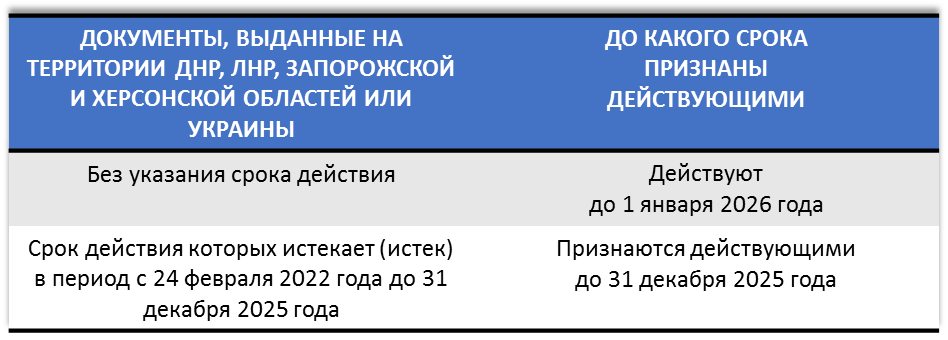 ДОКУМЕНТЫ, ВЫДАННЫЕ НА
ТЕРРИТОРИИ ДНР, ЛНР, ЗАПОРОЖСКОЙ
И ХЕРСОНСКОЙ ОБЛАСТЕЙ ИЛИ
УКРАИНЫ
ДО КАКОГО СРОКА
ПРИЗНАНЫ
ДЕЙСТВУЮЩИМИ
Без указания срока действия
Действуют
до 1 января 2026 года
Срок действия которых истекает (истек)
в период с 24 февраля 2022 года до 31
декабря 2025 года
Признаются действующими
до 31 декабря 2025 года